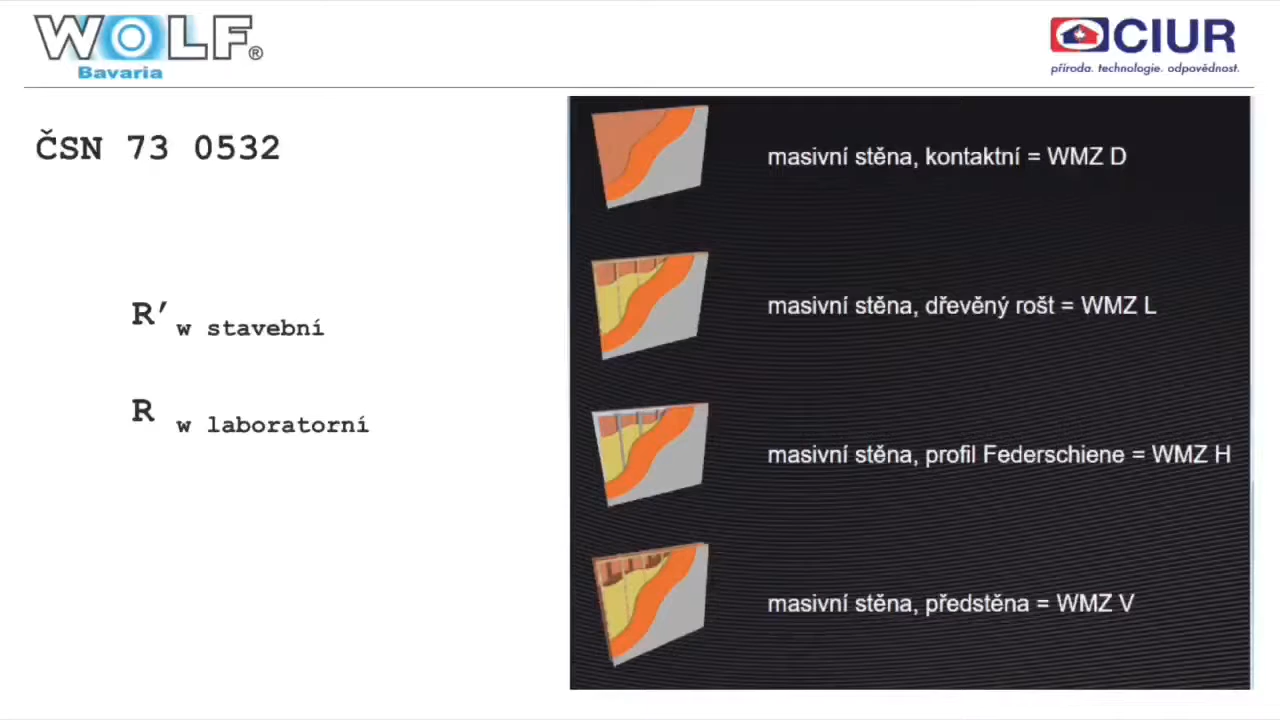 WOLF®
Bavaria
CIUR
příroda. technologie. odpovědnost.
ČSN 73 0532
R’ w stavební
R w laboratorní
masivní stěna, kontaktní = WMZ D
masivní stěna, dřevěný rošt = WMZ L
masivní stěna, profil Federschiene = WMZ H
masivní stěna, předstěna = WMZ V